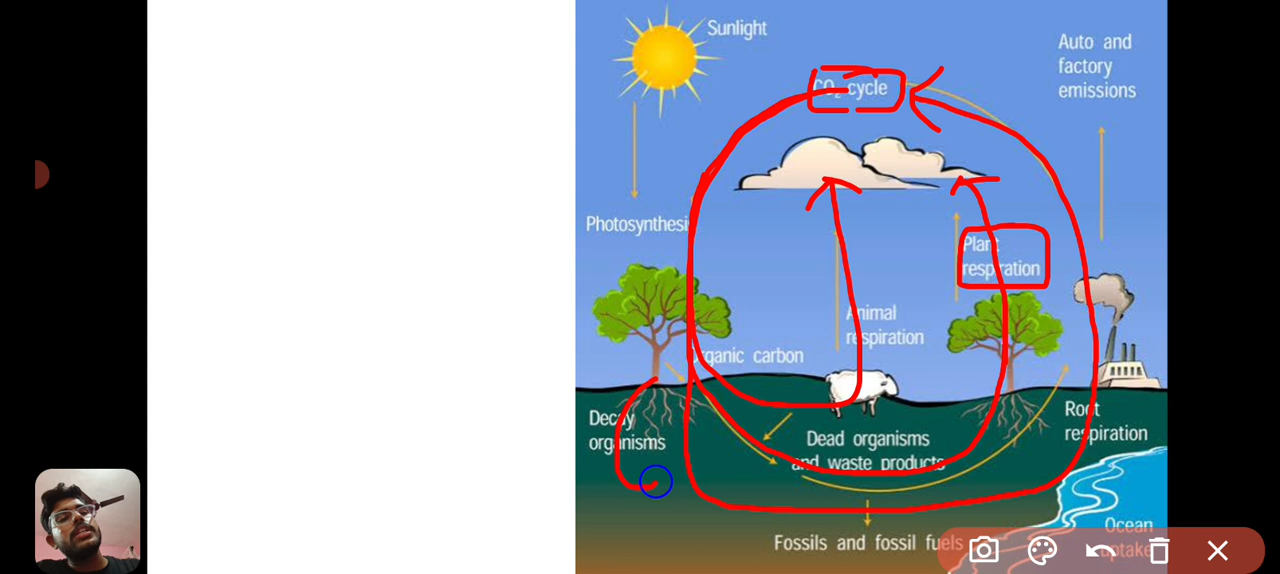 Sunlight
Auto and
factory
emissions
CO₂ cycle
Photosynthesis
Plant
respiration
Animal
respiration
Organic carbon
Decay
organisms
Dead organisms
and waste products
Root
respiration
Fossils and fossil fuels
Ocean
uptake